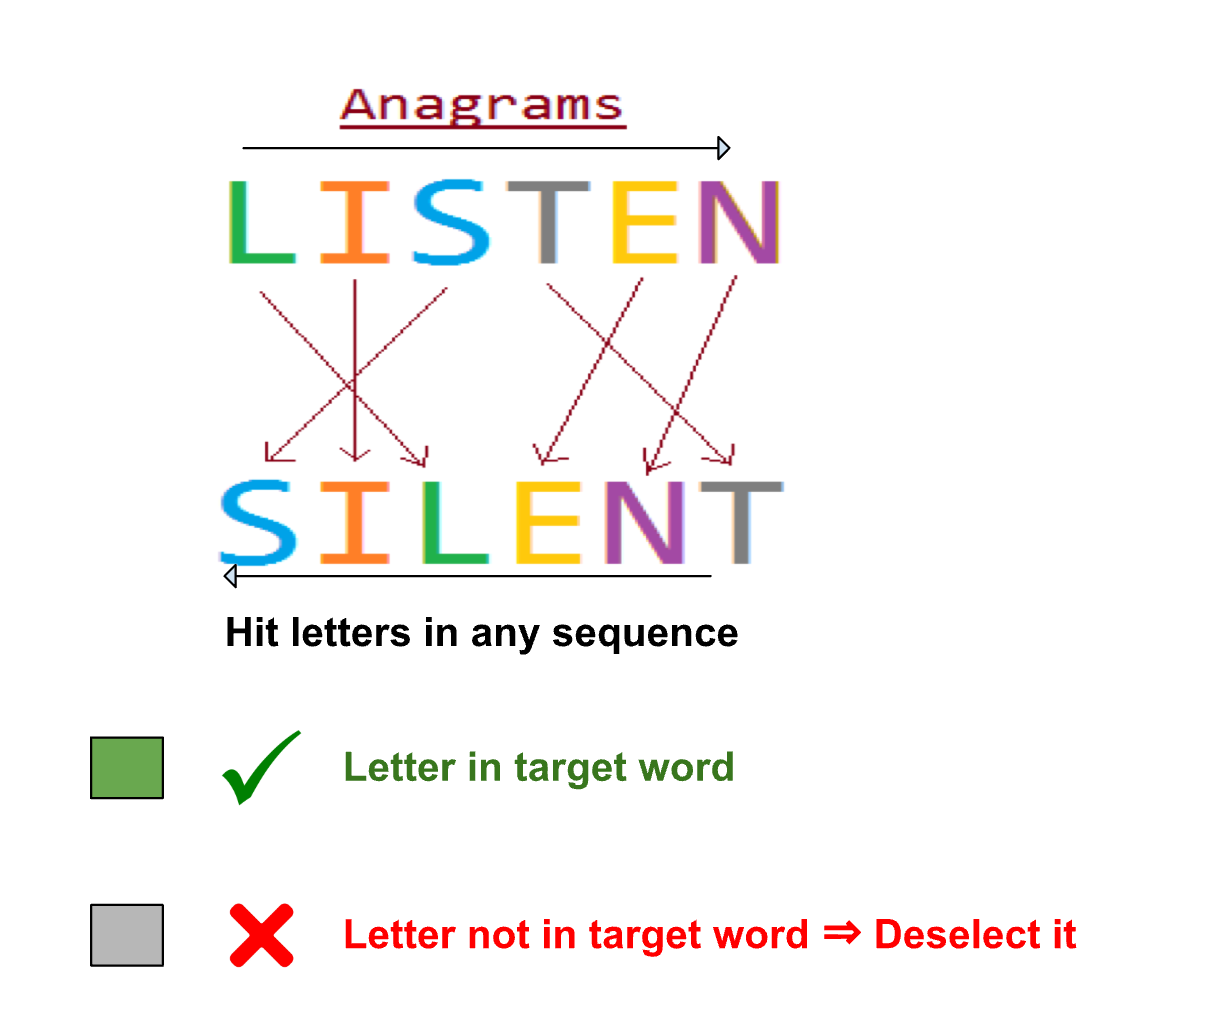 Anagrams
LISTEN
SILENT
Hit letters in any sequence
Letter in target word
Letter not in target word ⇒ Deselect it